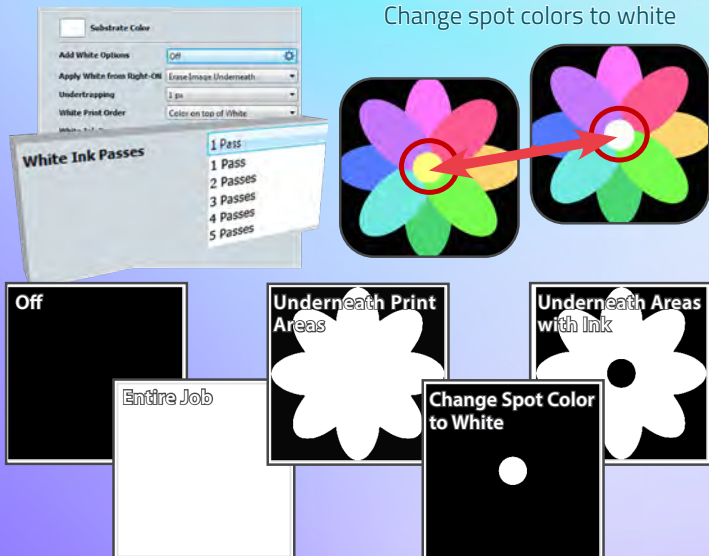 Change spot colors to white
Substrate Color
Add White Options
Off
Apply White from Right-ON
Erase Image Underneath
Undertrapping
1 px
White Print Order
Color on top of White
White Ink Passes
1 Pass
1 Pass
2 Passes
3 Passes
4 Passes
5 Passes
Off
Underneath Print
Areas
Underneath Areas
with Ink
Entire Job
Change Spot Color
to White